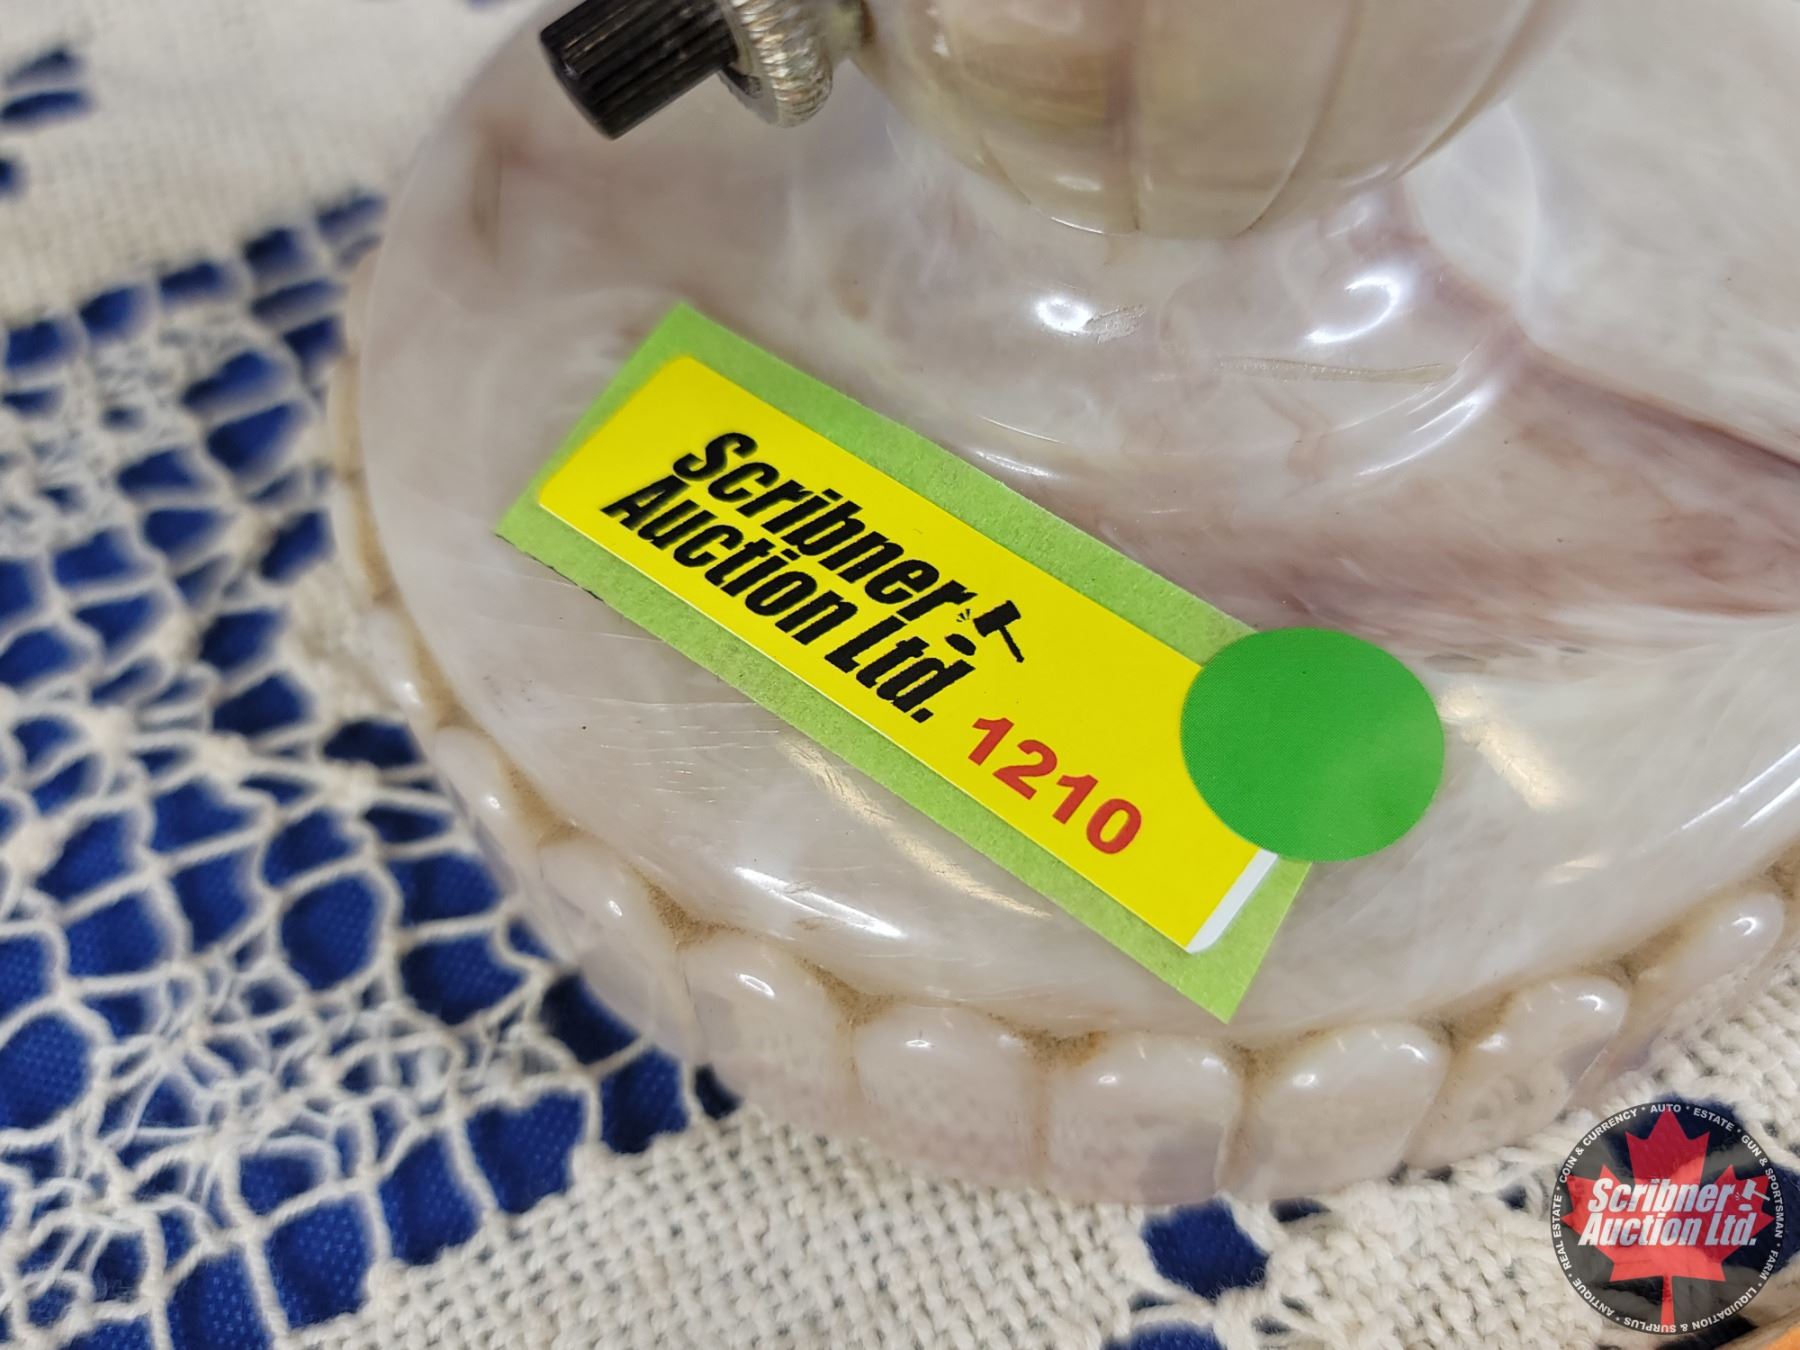 Scribner
Auction Ltd.
1210
COIN & CURRENCY * AUTO * ESTATE * GUN & SPORTSMAN * FARM * LIQUIDATION & SURPLUS * ANTIQUE * REAL ESTATE *
Scribner
Auction Ltd.